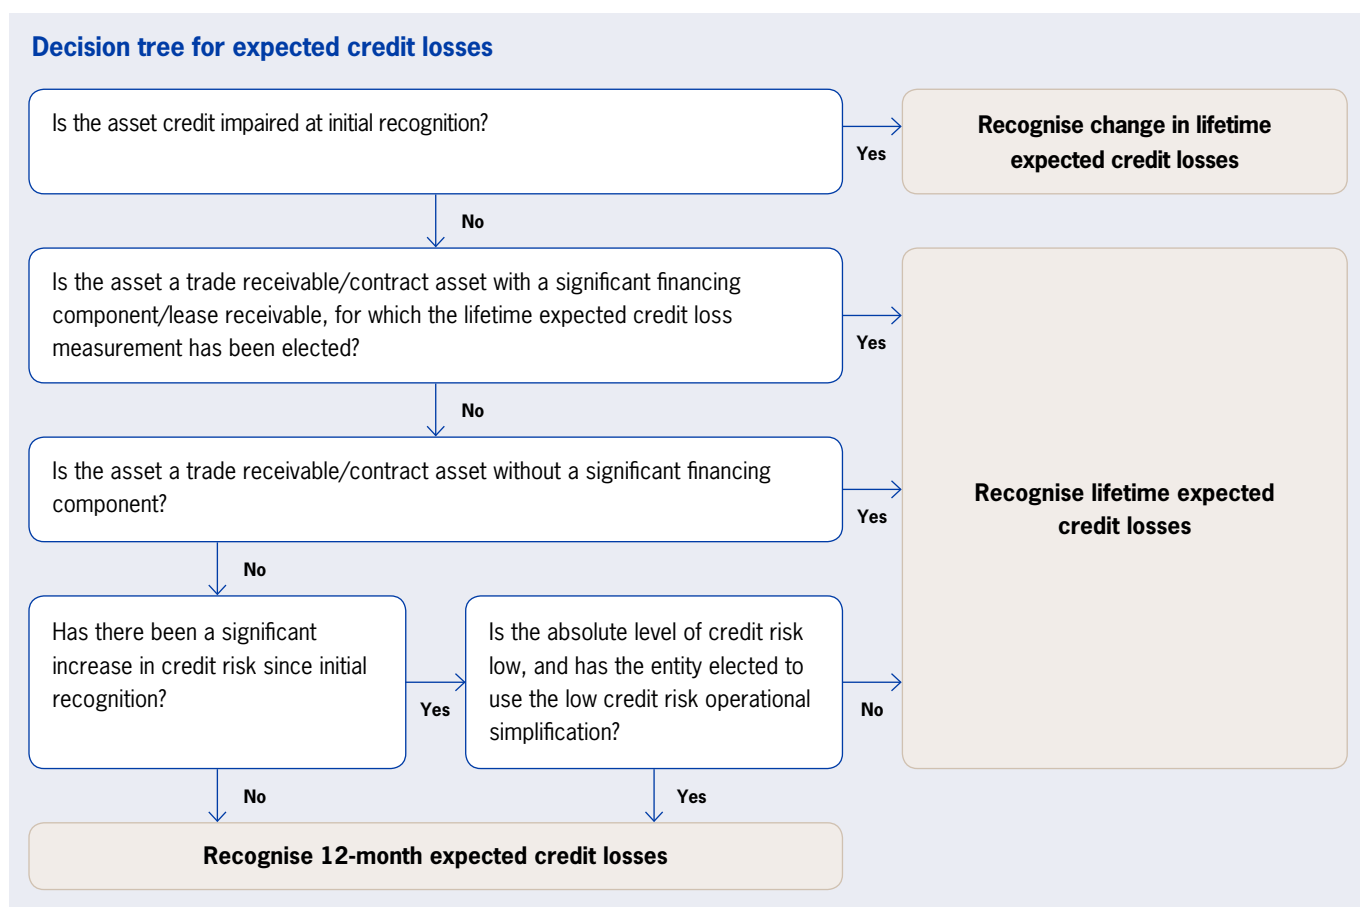 Decision tree for expected credit losses
Is the asset credit impaired at initial recognition?
Yes
Recognise change in lifetime
expected credit losses
No
Is the asset a trade receivable/contract asset with a significant financing
component/lease receivable, for which the lifetime expected credit loss
measurement has been elected?
Yes
No
Is the asset a trade receivable/contract asset without a significant financing
component?
Yes
Recognise lifetime expected
credit losses
No
Has there been a significant
increase in credit risk since initial
recognition?
Yes
Is the absolute level of credit risk
low, and has the entity elected to
use the low credit risk operational
simplification?
No
No
Yes
Recognise 12-month expected credit losses